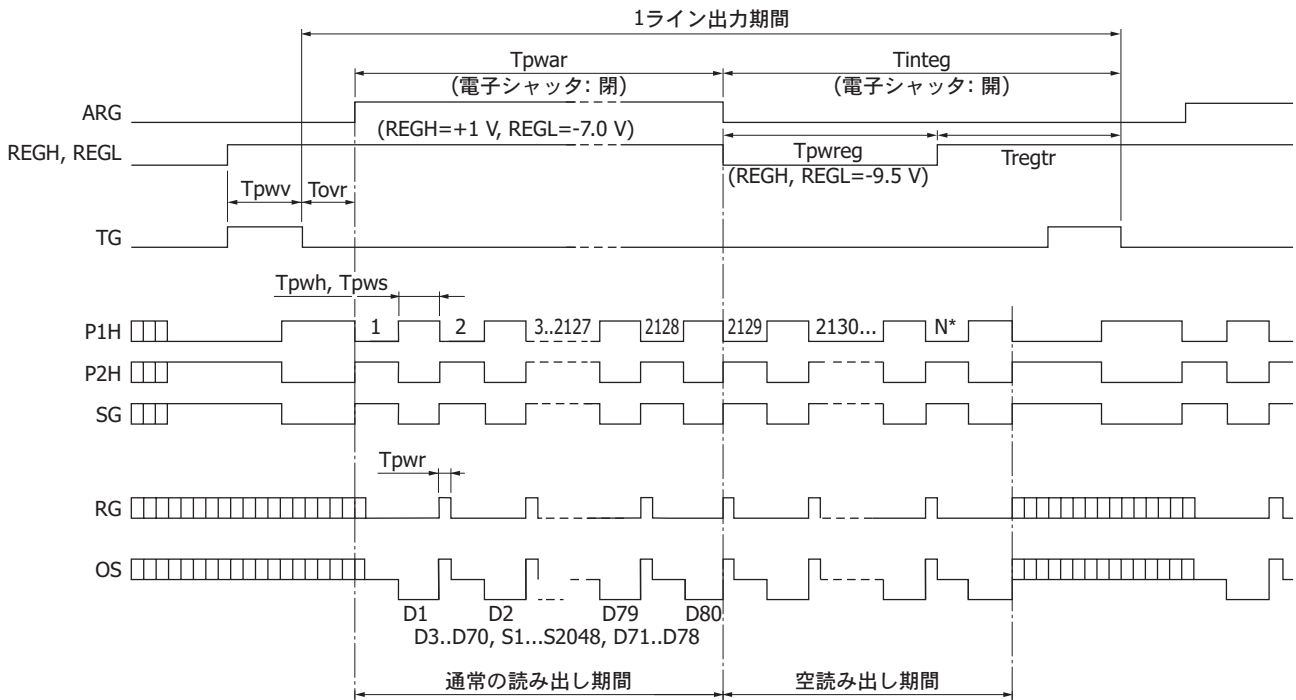 1ライン出力期間
Tpwar
Tinteg
(電子シャッタ: 閉)
(電子シャッタ: 開)
ARG
(REGH=+1 V, REGL=-7.0 V)
REGH, REGL
Tpwreg
Tregtr
(REGH, REGL=-9.5 V)
Tpwv
Tovr
TG
Tpwh, Tpws
P1H
1
2
3..2127
2128
2129
2130...
N*
P2H
SG
Tpwr
RG
OS
D1
D2
D79
D80
D3..D70, S1...S2048, D71..D78
通常の読み出し期間
空読み出し期間